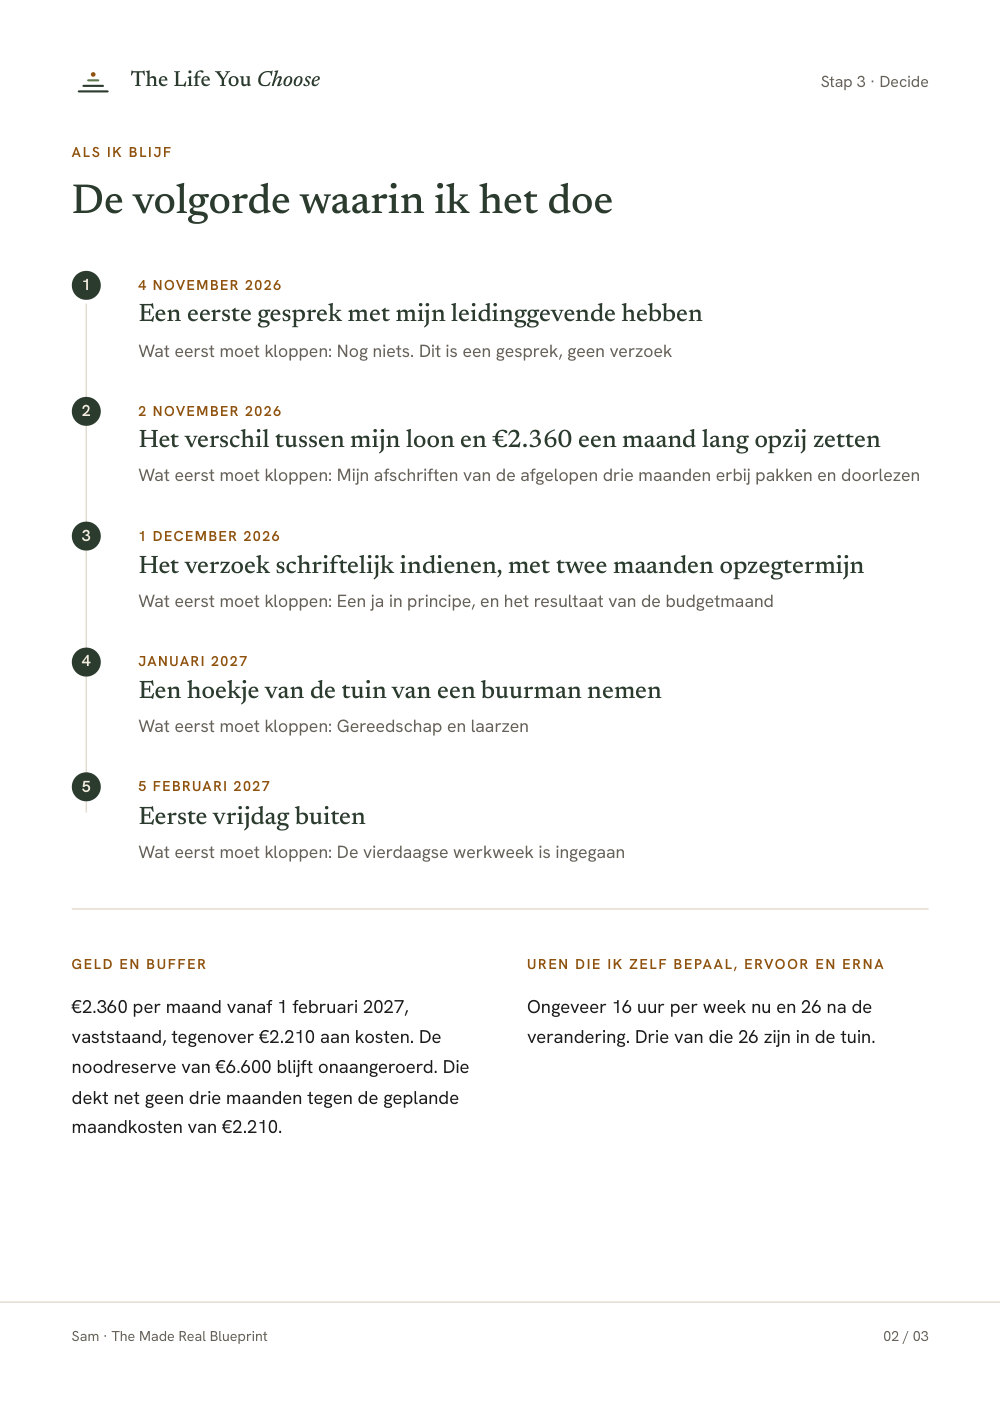 The Life You Choose
Stap 3 · Decide
ALS IK BLIJF
De volgorde waarin ik het doe
1
4 NOVEMBER 2026
Een eerste gesprek met mijn leidinggevende hebben
Wat eerst moet kloppen: Nog niets. Dit is een gesprek, geen verzoek
2
2 NOVEMBER 2026
Het verschil tussen mijn loon en €2.360 een maand lang opzij zetten
Wat eerst moet kloppen: Mijn afschriften van de afgelopen drie maanden erbij pakken en doorlezen
3
1 DECEMBER 2026
Het verzoek schriftelijk indienen, met twee maanden opzegtermijn
Wat eerst moet kloppen: Een ja in principe, en het resultaat van de budgetmaand
4
JANUARI 2027
Een hoekje van de tuin van een buurman nemen
Wat eerst moet kloppen: Gereedschap en laarzen
5
5 FEBRUARI 2027
Eerste vrijdag buiten
Wat eerst moet kloppen: De vierdaagse werkweek is ingegaan
GELD EN BUFFER
€2.360 per maand vanaf 1 februari 2027,
vaststaand, tegenover €2.210 aan kosten. De
noodreserve van €6.600 blijft onaangeroerd. Die
dekt net geen drie maanden tegen de geplande
maandkosten van €2.210.
UREN DIE IK ZELF BEPAAL, ERVOOR EN ERNA
Ongeveer 16 uur per week nu en 26 na de
verandering. Drie van die 26 zijn in de tuin.
Sam · The Made Real Blueprint
02 / 03